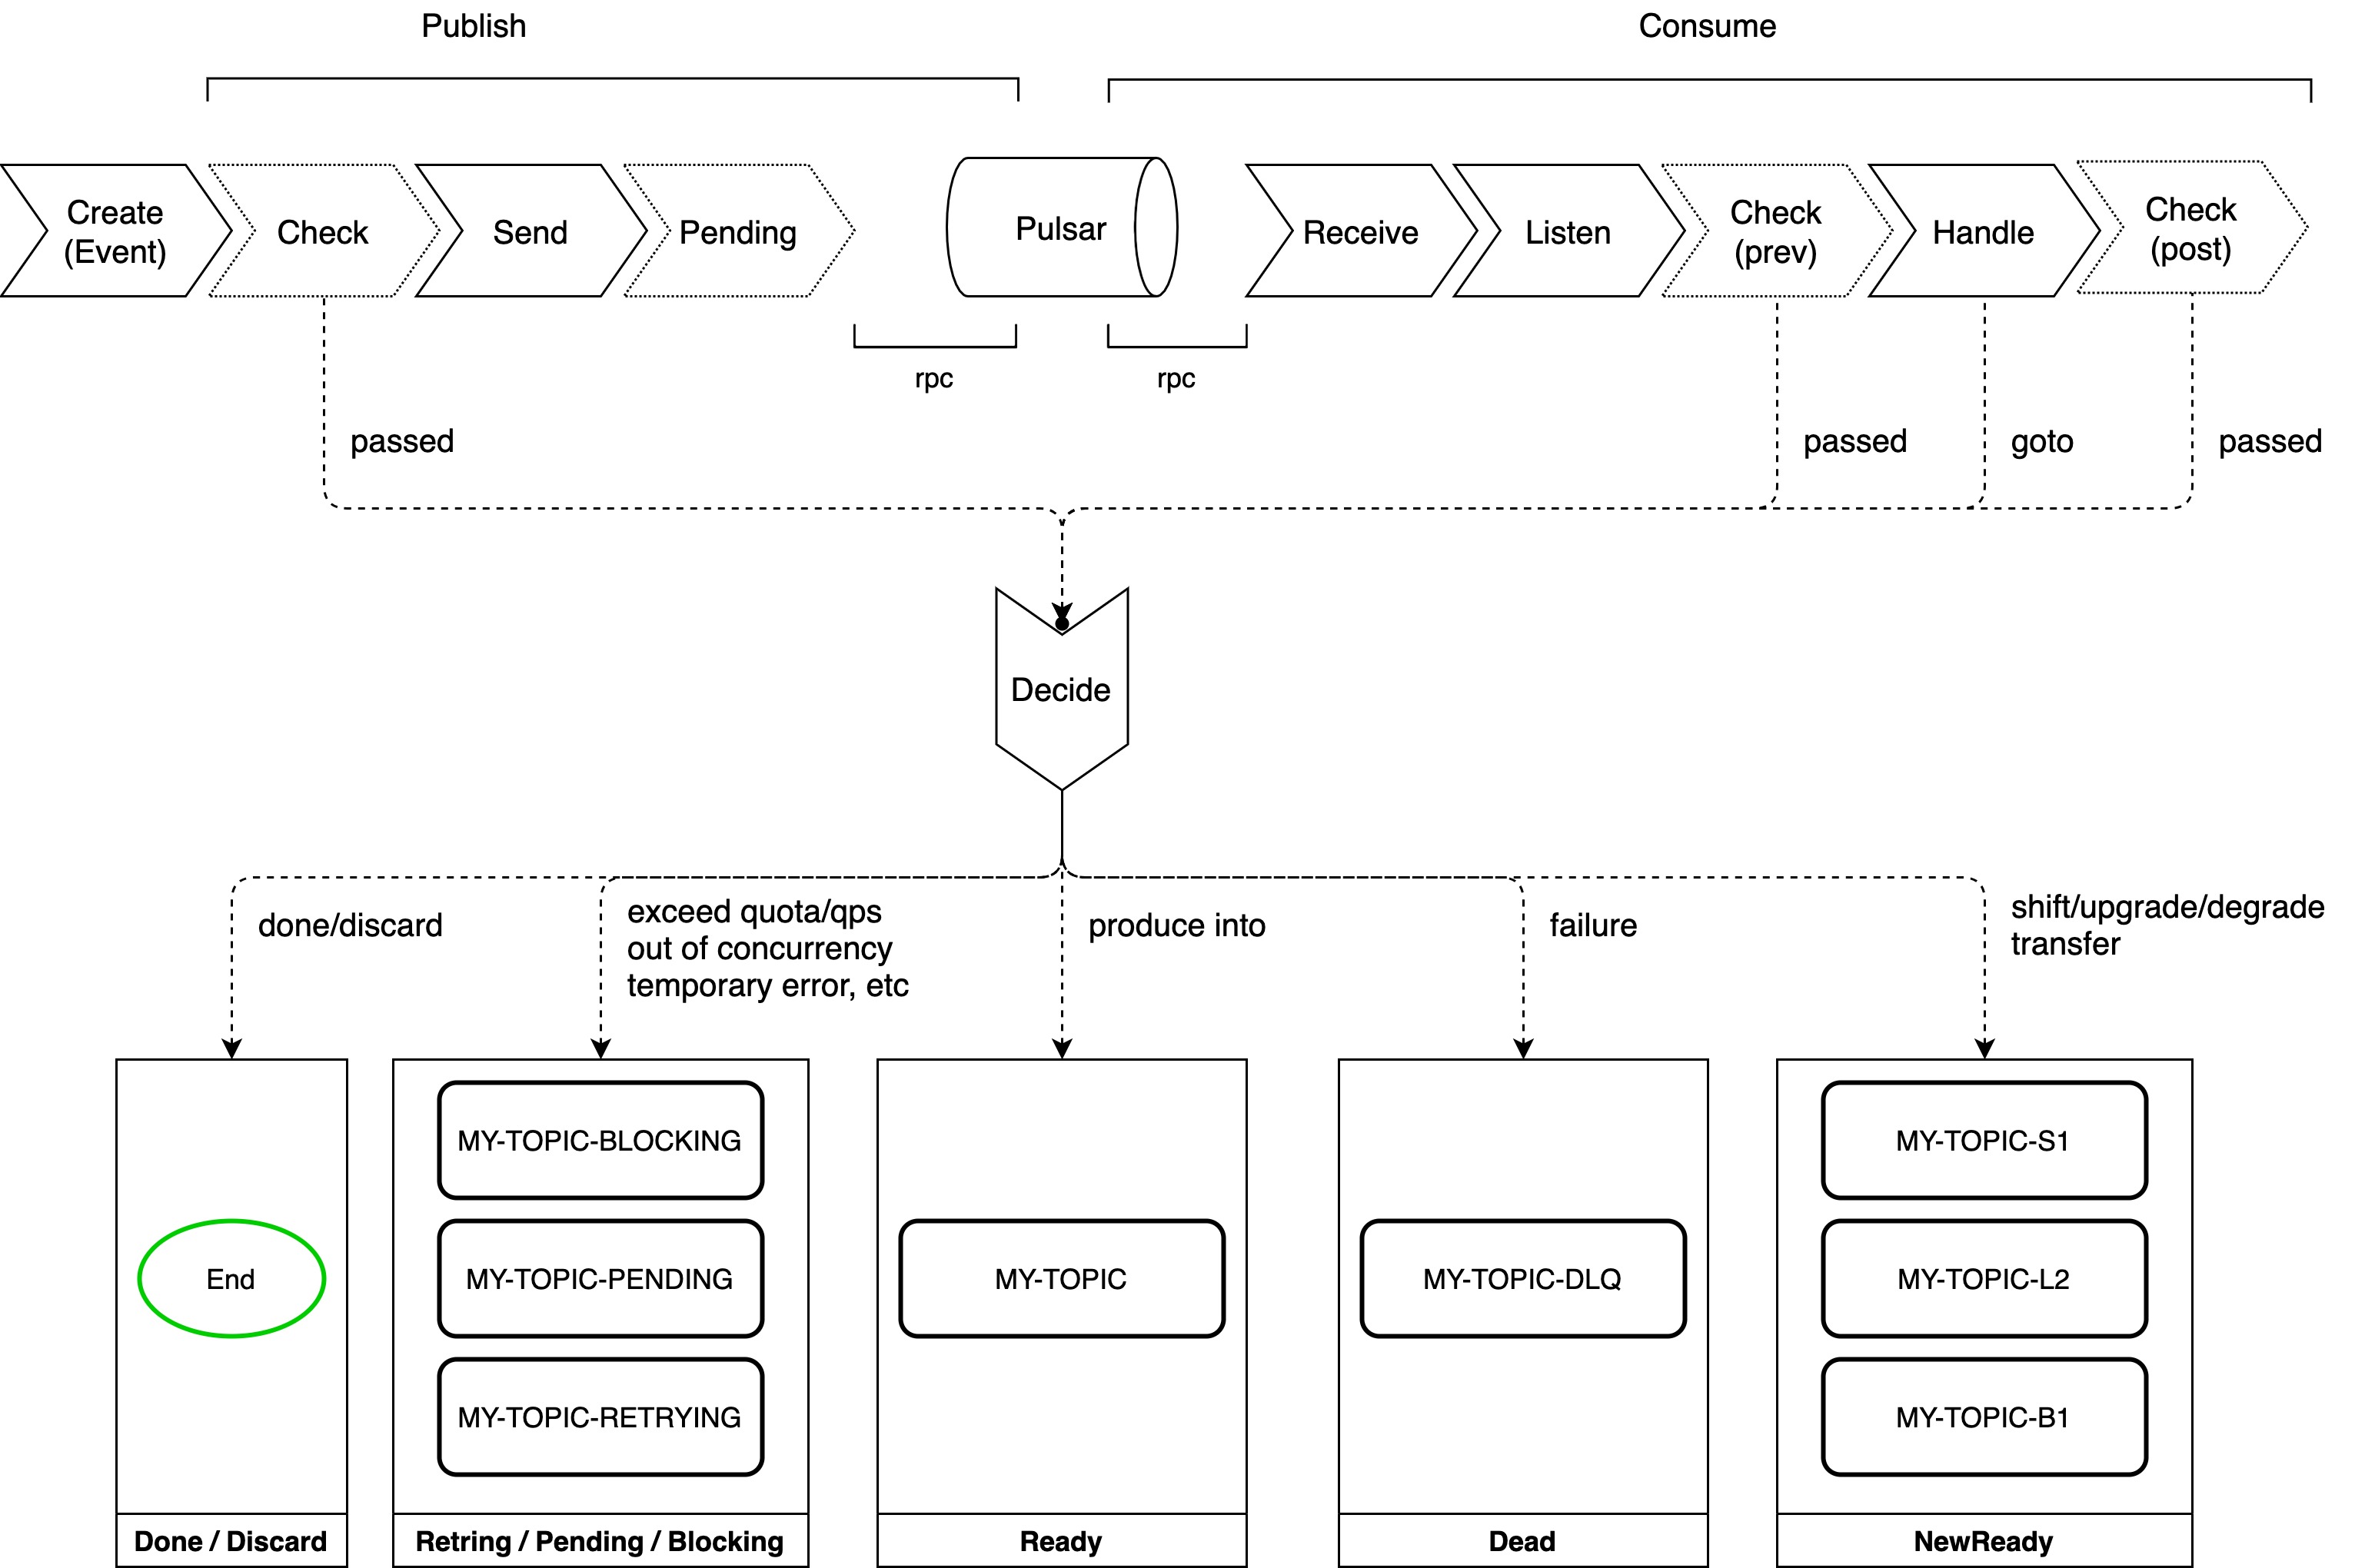 Publish
Consume
Create
(Event)
Check
Send
Pending
Pulsar
Receive
Listen
Check
(prev)
Handle
Check
(post)
rpc
rpc
passed
passed
goto
passed
Decide
done/discard
exceed quota/qps
out of concurrency
temporary error, etc
produce into
failure
shift/upgrade/degrade
transfer
MY-TOPIC-BLOCKING
MY-TOPIC-S1
End
MY-TOPIC-PENDING
MY-TOPIC
MY-TOPIC-DLQ
MY-TOPIC-L2
MY-TOPIC-RETRYING
MY-TOPIC-B1
Done / Discard
Retring / Pending / Blocking
Ready
Dead
NewReady